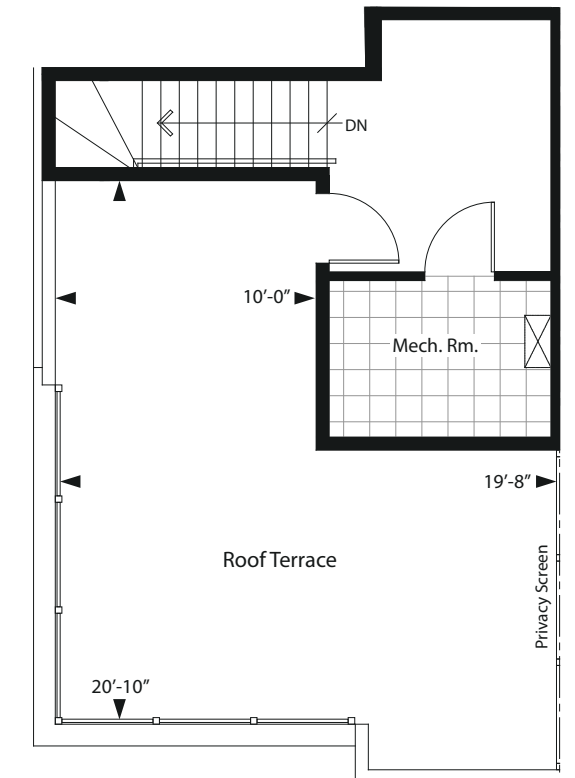 DN
10’-0”
Mech. Rm.
19’-8”
Roof Terrace
Privacy Screen
20’-10”